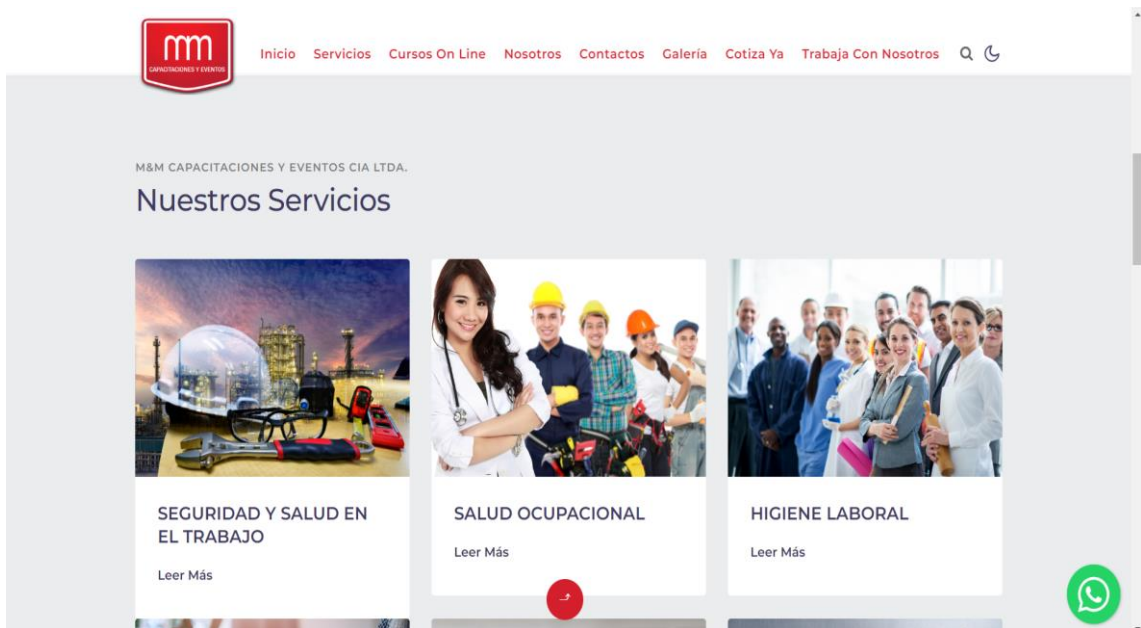 mm
CAPACITACIONES Y EVENTOS
Inicio Servicios Cursos On Line Nosotros Contactos Galería Cotiza Ya Trabaja Con Nosotros
M&M CAPACITACIONES Y EVENTOS CIA LTDA.
Nuestros Servicios
SEGURIDAD Y SALUD EN
EL TRABAJO
Leer Más
SALUD OCUPACIONAL
Leer Más
HIGIENE LABORAL
Leer Más